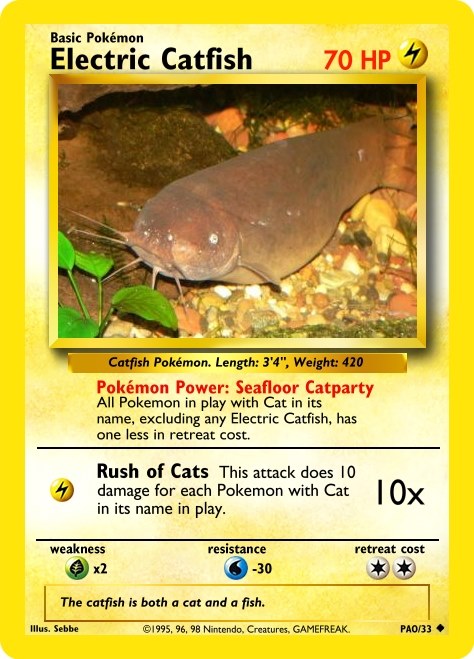 Basic Pokémon
Electric Catfish 70 HP
Catfish Pokémon. Length: 3'4", Weight: 420
Pokémon Power: Seafloor Catparty
All Pokemon in play with Cat in its
name, excluding any Electric Catfish, has
one less in retreat cost.
Rush of Cats This attack does 10
damage for each Pokemon with Cat
in its name in play.
10x
weakness resistance retreat cost
x2 -30
The catfish is both a cat and a fish.
Illus. Sebbe ©1995, 96, 98 Nintendo, Creatures, GAMEFREAK. PAO/33